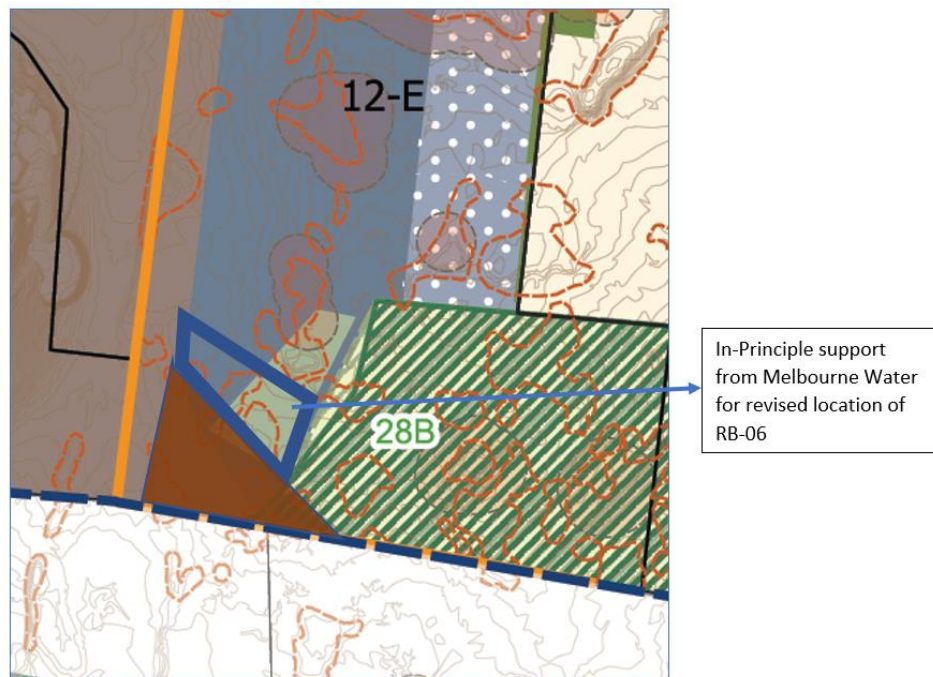 12-E
In-Principle support
from Melbourne Water
for revised location of
RB-06
28B